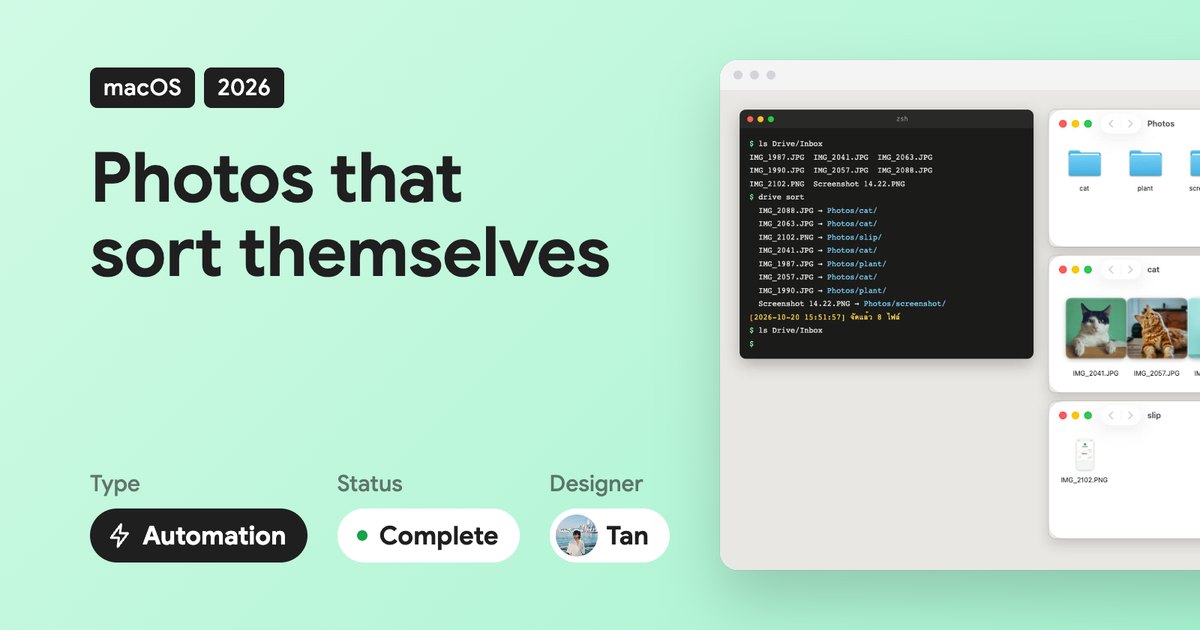 macOS
2026
Photos that
sort themselves
Type
Automation
Status
Complete
Designer
Tan
zsh
$ ls Drive/Inbox
IMG_1987.JPG IMG_2041.JPG IMG_2063.JPG
IMG_1990.JPG IMG_2057.JPG IMG_2088.JPG
IMG_2102.PNG Screenshot 14.22.PNG
$ drive sort
IMG_2088.JPG → Photos/cat/
IMG_2063.JPG → Photos/cat/
IMG_2102.PNG → Photos/slip/
IMG_2041.JPG → Photos/cat/
IMG_1987.JPG → Photos/plant/
IMG_2057.JPG → Photos/cat/
IMG_1990.JPG → Photos/plant/
Screenshot 14.22.PNG → Photos/screenshot/
[2026-10-20 15:51:57] จัดแล้ว 8 ไฟล์
$ ls Drive/Inbox
$
Photos
cat
plant
cat
IMG_2041.JPG
IMG_2057.JPG
slip
IMG_2102.PNG